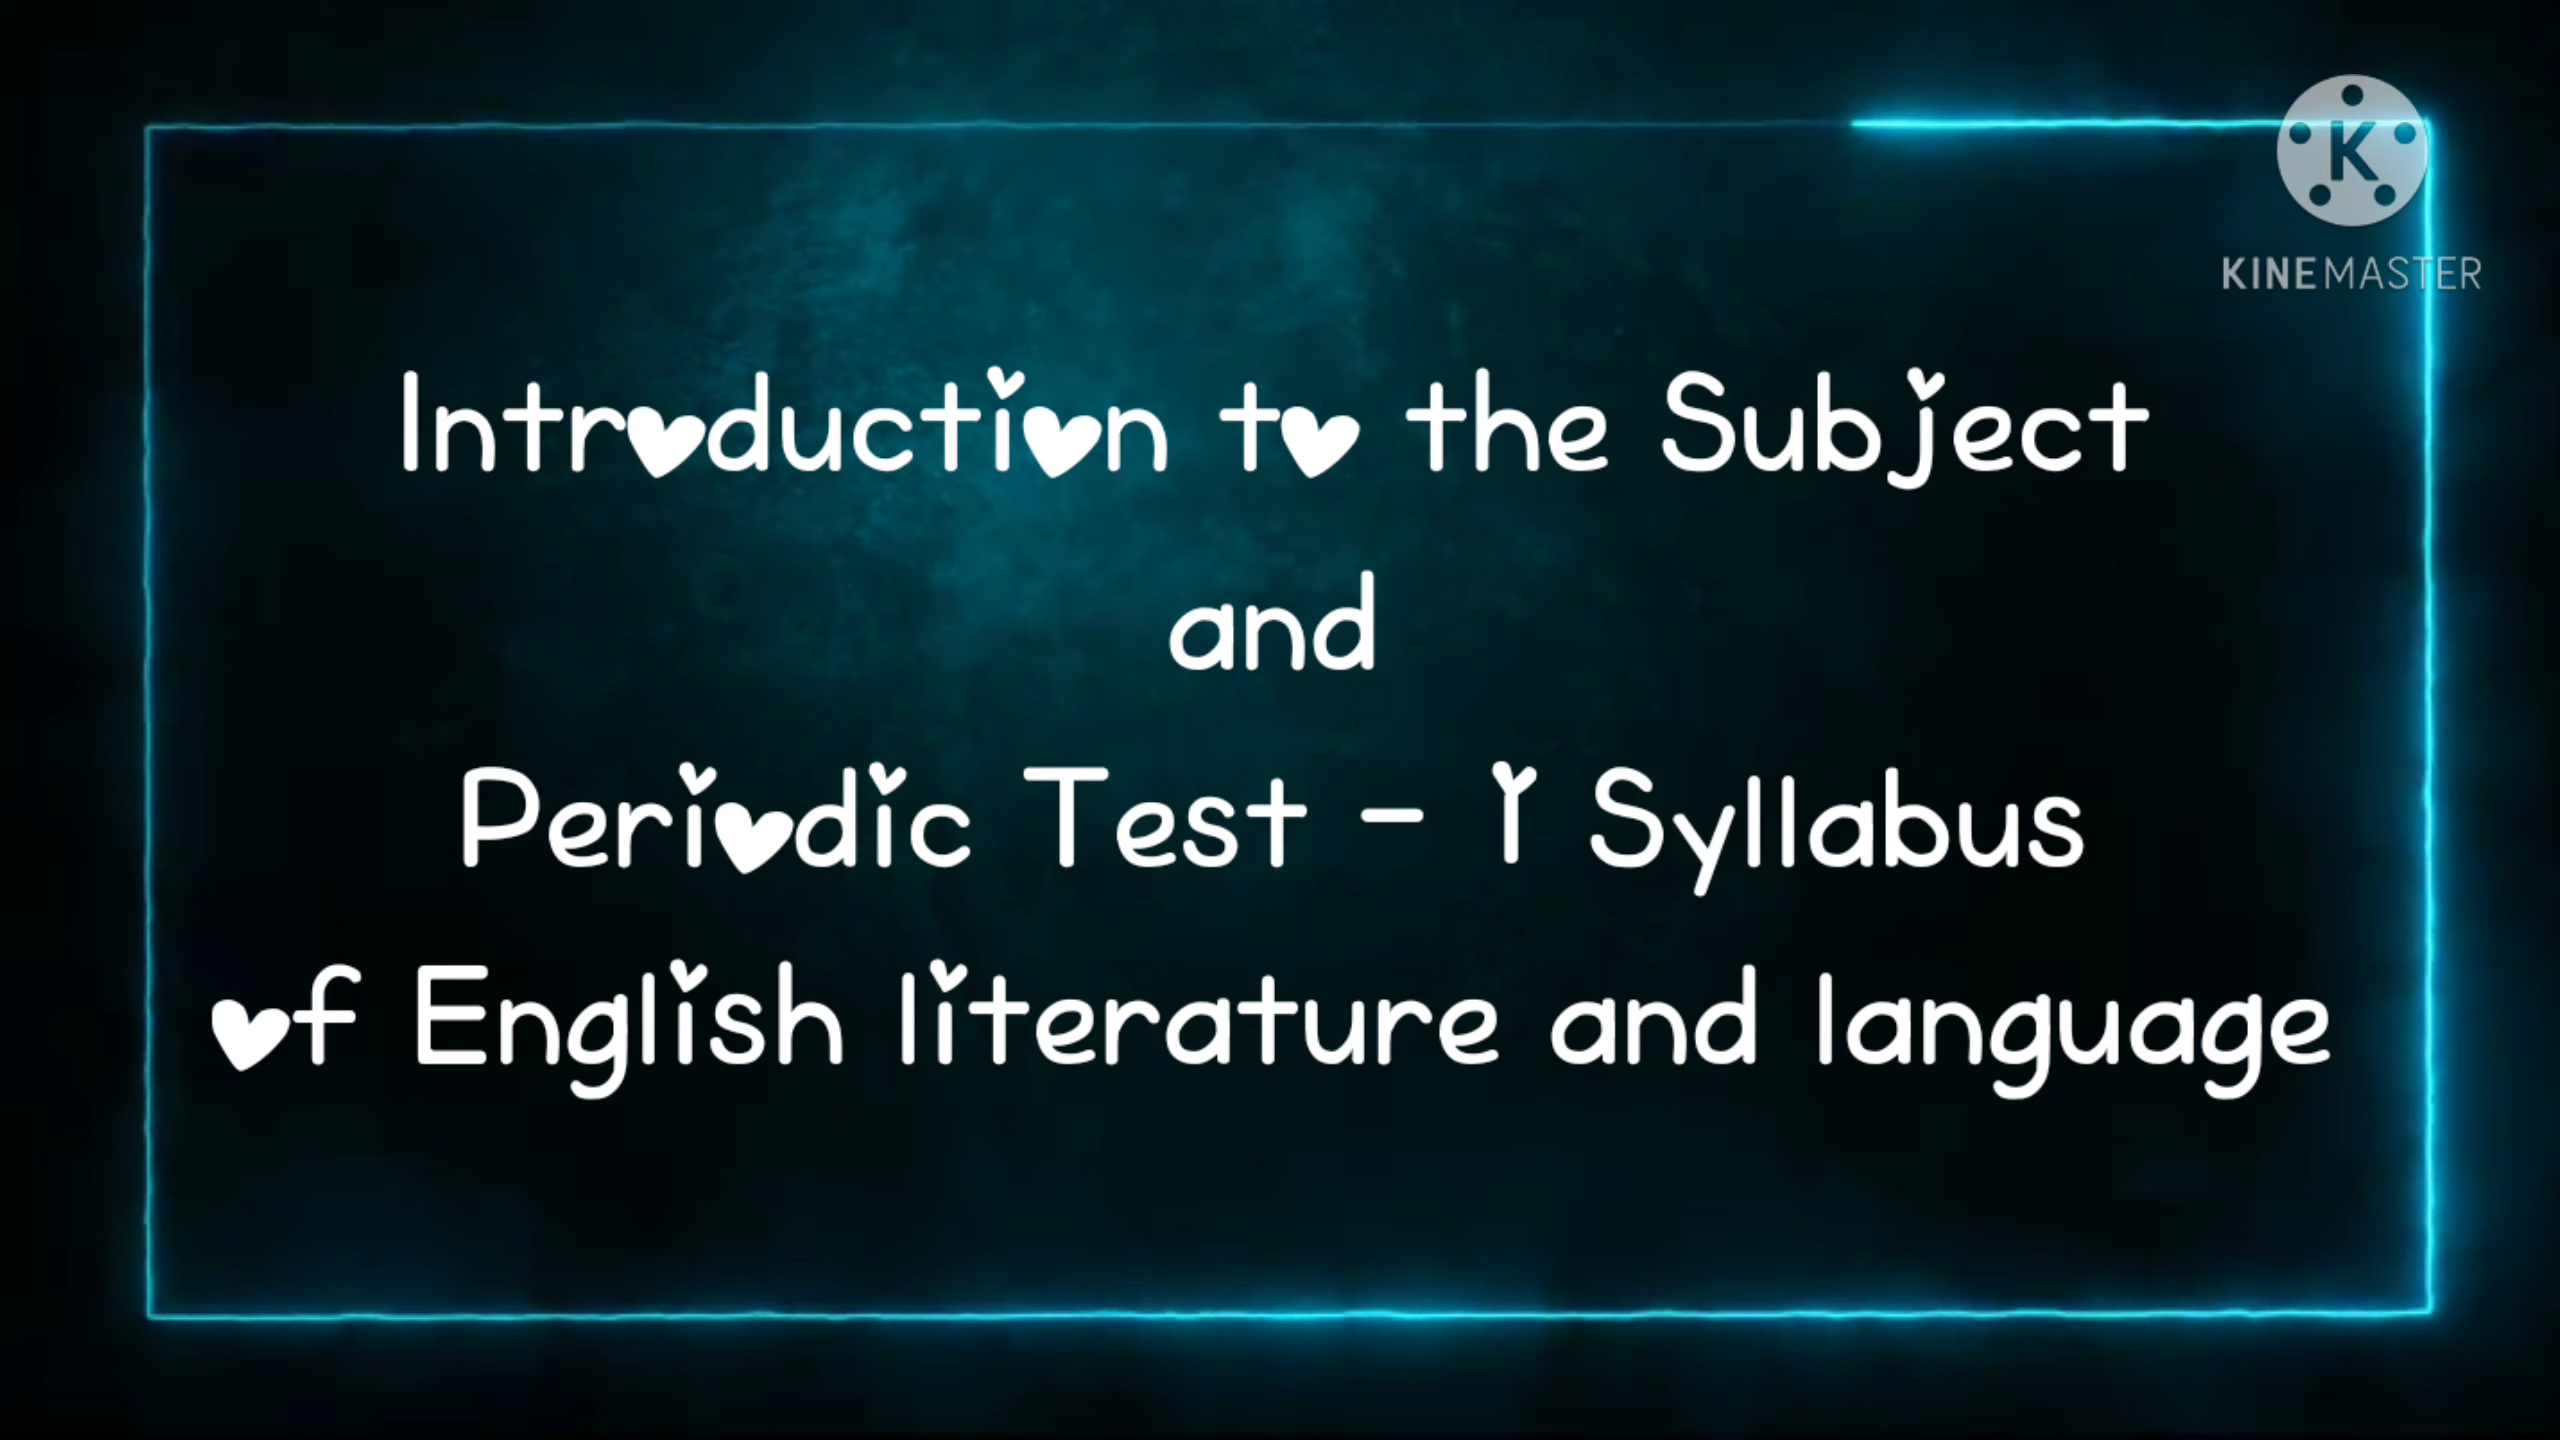 K
KINEMASTER
Introduction to the Subject
and
Periodic Test - I Syllabus
of English literature and language